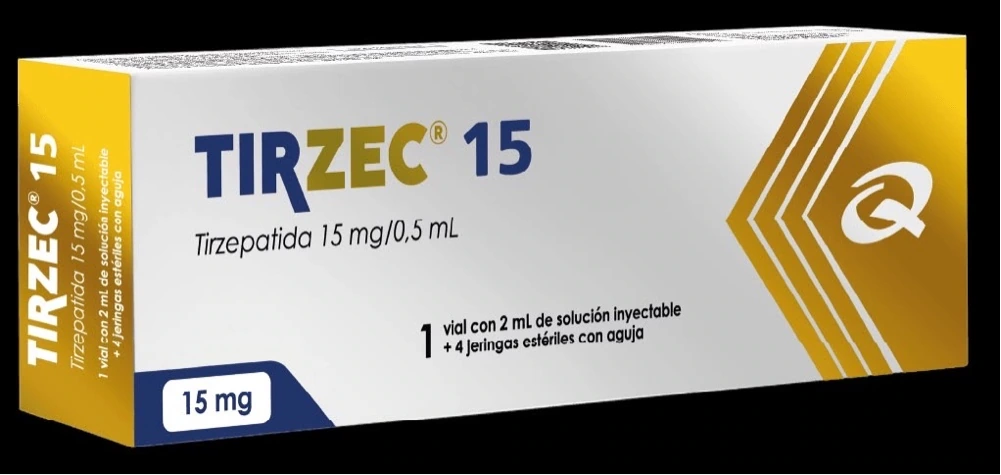 TIRZEC® 15
Tirzepatida 15 mg/0,5 mL
1 vial con 2 mL de solución inyectable
+ 4 Jeringas estériles con aguja
15 mg
TIRZEC® 15
Tirzepatida 15 mg/0,5 mL
1 vial con 2 mL de solución inyectable
+ 4 Jeringas estériles con aguja